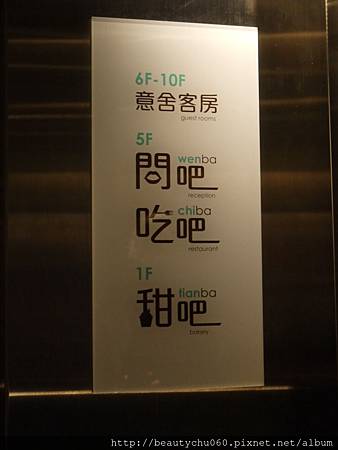 6F-10F
意舍客房
guest rooms
5F
問吧 wenba
reception
吃吧 chiba
restaurant
1F
甜吧 tianba
bakery
http://beautychu060.pixnet.net/album